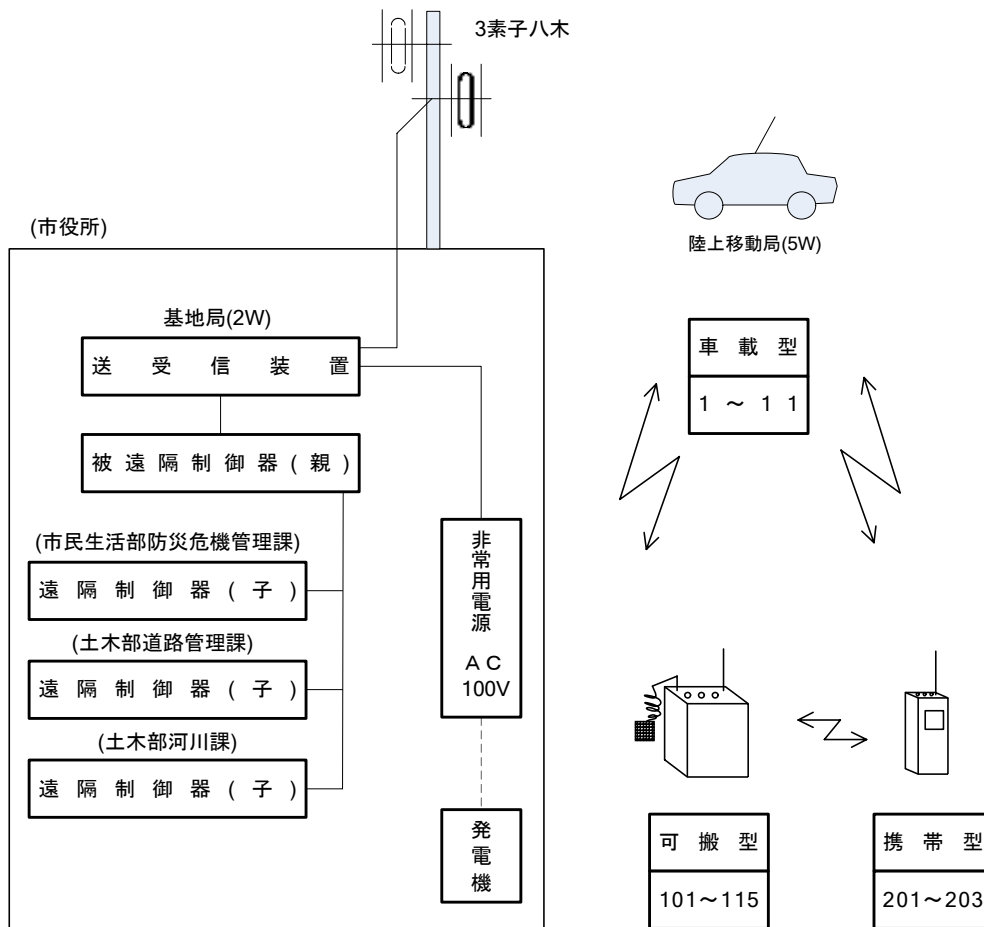 3素子八木
(市役所)
陸上移動局(5W)
基地局(2W)
送受信装置
被遠隔制御器(親)
(市民生活部防災危機管理課)
遠隔制御器(子)
(土木部道路管理課)
遠隔制御器(子)
(土木部河川課)
遠隔制御器(子)
非常用電源
AC
100V
発電機
車載型
1~11
可搬型
101~115
携帯型
201~203